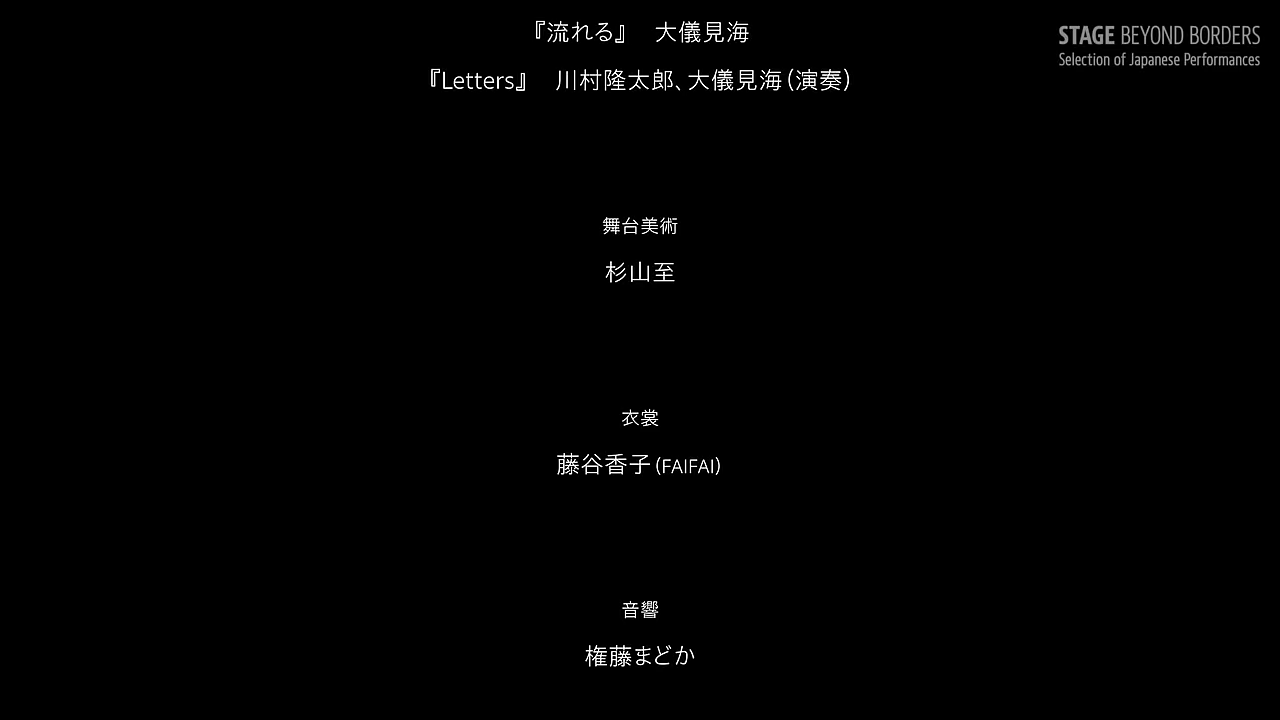 『流れる』　大儀見海
『Letters』　川村隆太郎、大儀見海（演奏）
STAGE BEYOND BORDERS
Selection of Japanese Performances
舞台美術
杉山至
衣裳
藤谷香子（FAIFAI）
音響
権藤まどか